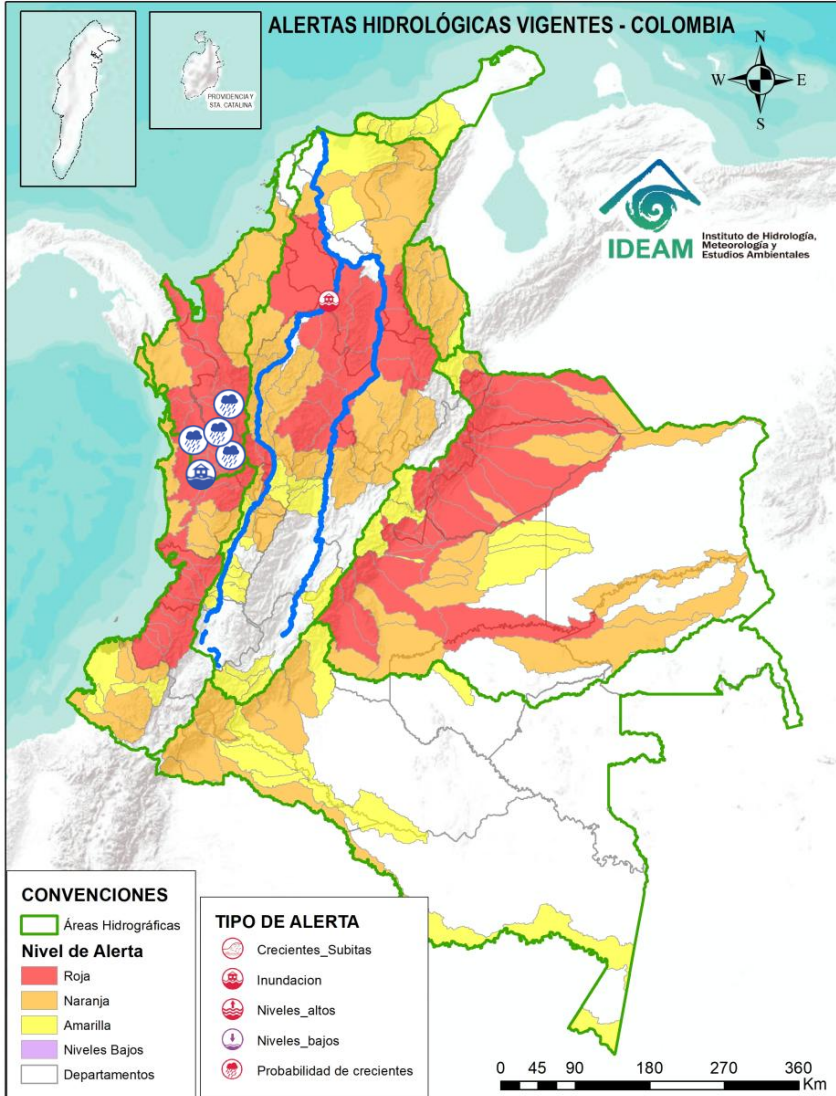 ALERTAS HIDROLÓGICAS VIGENTES - COLOMBIA
PROVIDENCIA Y
STA. CATALINA
N
W
E
S
IDEAM
Instituto de Hidrología,
Meteorología y
Estudios Ambientales
CONVENCIONES
Áreas Hidrográficas
Nivel de Alerta
Roja
Naranja
Amarilla
Niveles Bajos
Departamentos
TIPO DE ALERTA
Crecientes_Subitas
Inundacion
Niveles_altos
Niveles_bajos
Probabilidad de crecientes
0 45 90 180 270 360
Km